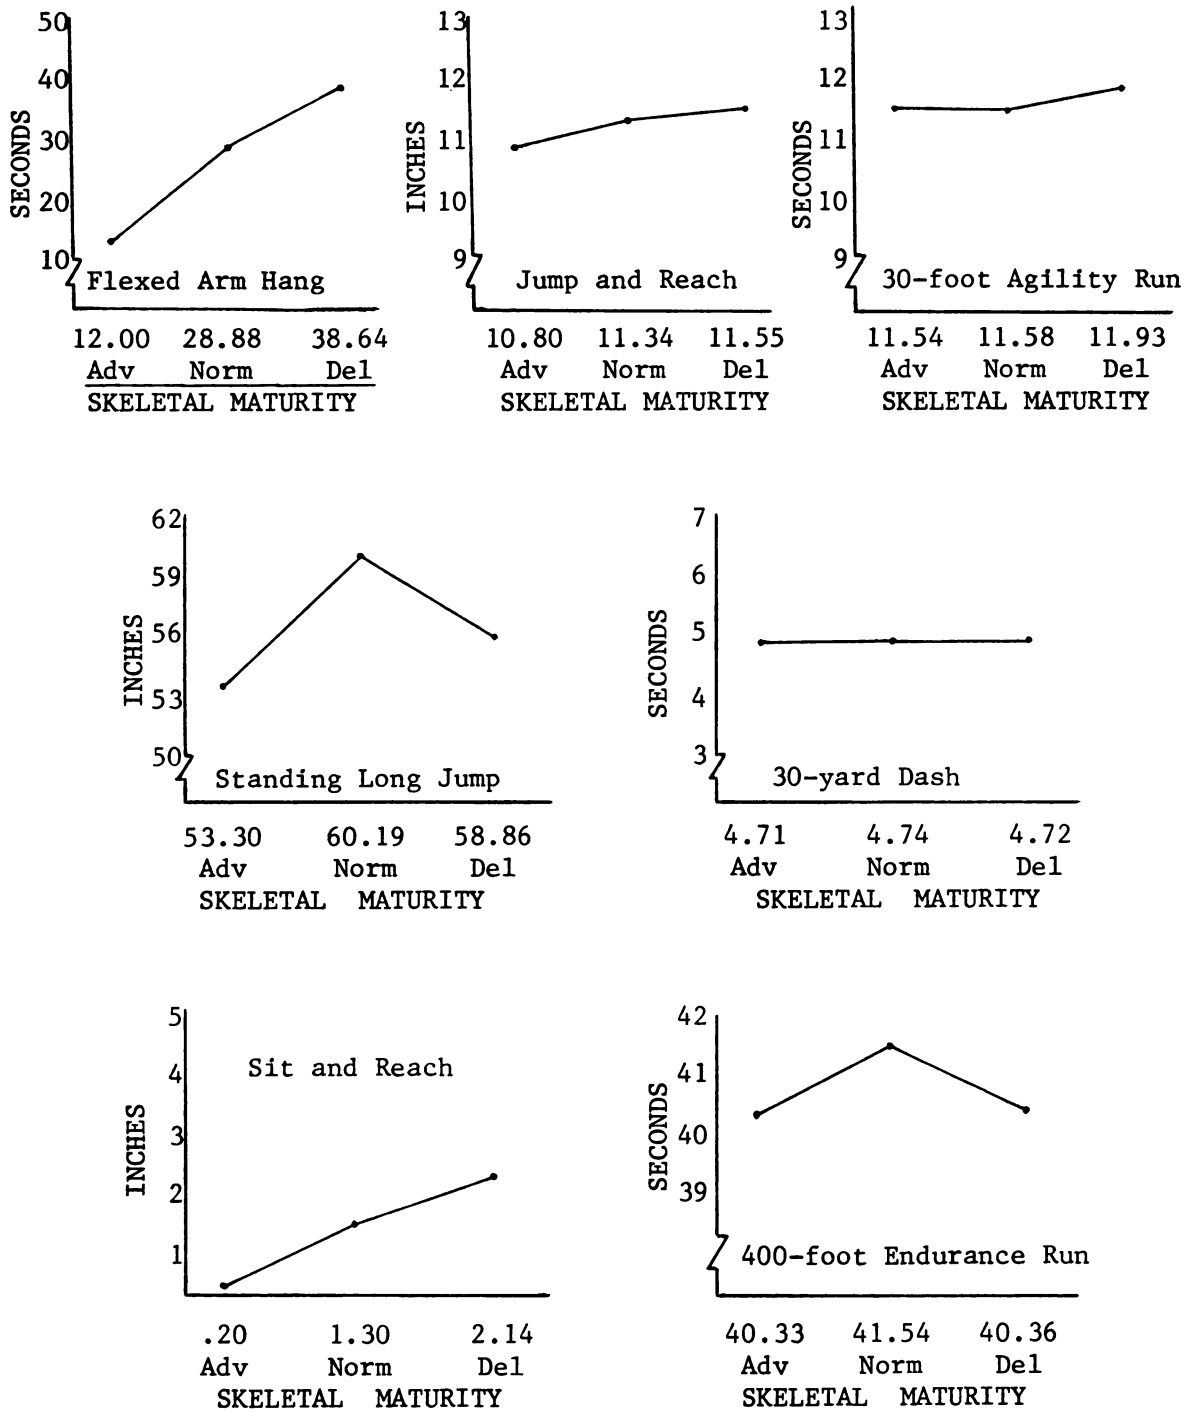 50
40
30
20
10
SECONDS
Flexed Arm Hang
12.00 28.88 38.64
Adv Norm Del
SKELETAL MATURITY
13
12
11
10
9
INCHES
Jump and Reach
10.80 11.34 11.55
Adv Norm Del
SKELETAL MATURITY
13
12
11
10
9
SECONDS
30-foot Agility Run
11.54 11.58 11.93
Adv Norm Del
SKELETAL MATURITY
62
59
56
53
50
INCHES
Standing Long Jump
53.30 60.19 58.86
Adv Norm Del
SKELETAL MATURITY
7
6
5
4
3
SECONDS
30-yard Dash
4.71 4.74 4.72
Adv Norm Del
SKELETAL MATURITY
5
4
3
2
1
INCHES
Sit and Reach
.20 1.30 2.14
Adv Norm Del
SKELETAL MATURITY
42
41
40
39
SECONDS
400-foot Endurance Run
40.33 41.54 40.36
Adv Norm Del
SKELETAL MATURITY